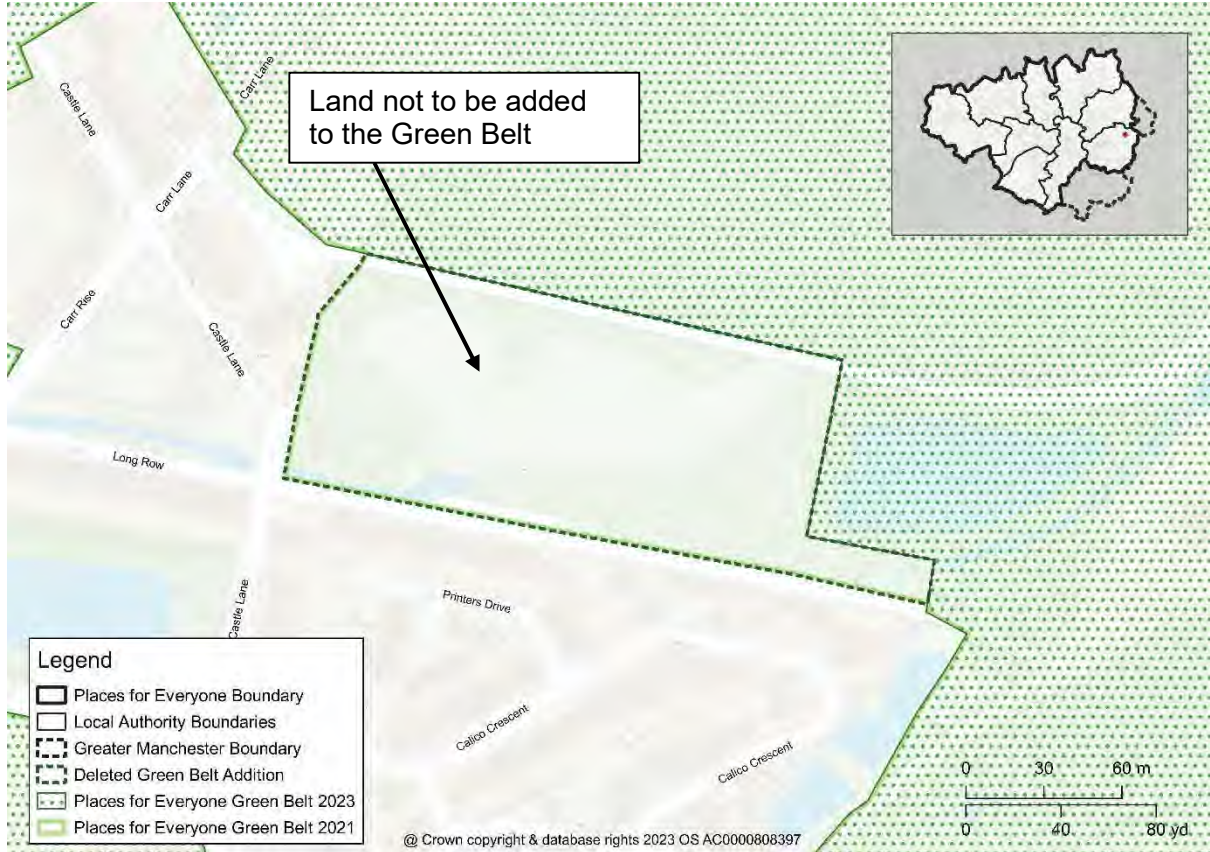 Carr Lane
Castle Lane
Land not to be added
to the Green Belt
Carr Lane
Carr Rise
Castle Lane
Long Row
Castle Lane
Printers Drive
Calico Crescent
Calico Crescent
Legend
Places for Everyone Boundary
Local Authority Boundaries
Greater Manchester Boundary
Deleted Green Belt Addition
Places for Everyone Green Belt 2023
Places for Everyone Green Belt 2021
0 30 60 m
0 40 80 yd
@ Crown copyright & database rights 2023 OS AC0000808397